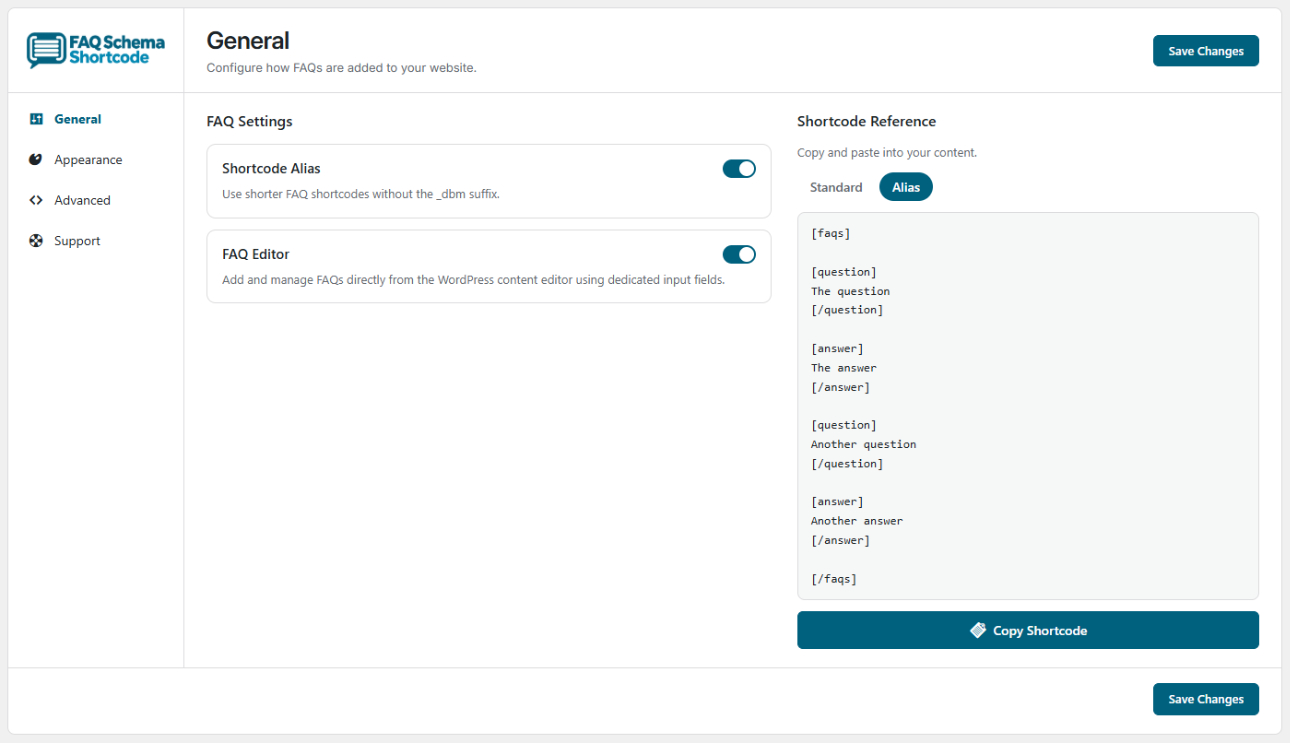 FAQ Schema
Shortcode
General
Configure how FAQs are added to your website.
Save Changes
General
Appearance
Advanced
Support
FAQ Settings
Shortcode Alias
Use shorter FAQ shortcodes without the _dbm suffix.
FAQ Editor
Add and manage FAQs directly from the WordPress content editor using dedicated input fields.
Shortcode Reference
Copy and paste into your content.
Standard
Alias
[faqs]
[question]
The question
[/question]
[answer]
The answer
[/answer]
[question]
Another question
[/question]
[answer]
Another answer
[/answer]
[/faqs]
Copy Shortcode
Save Changes